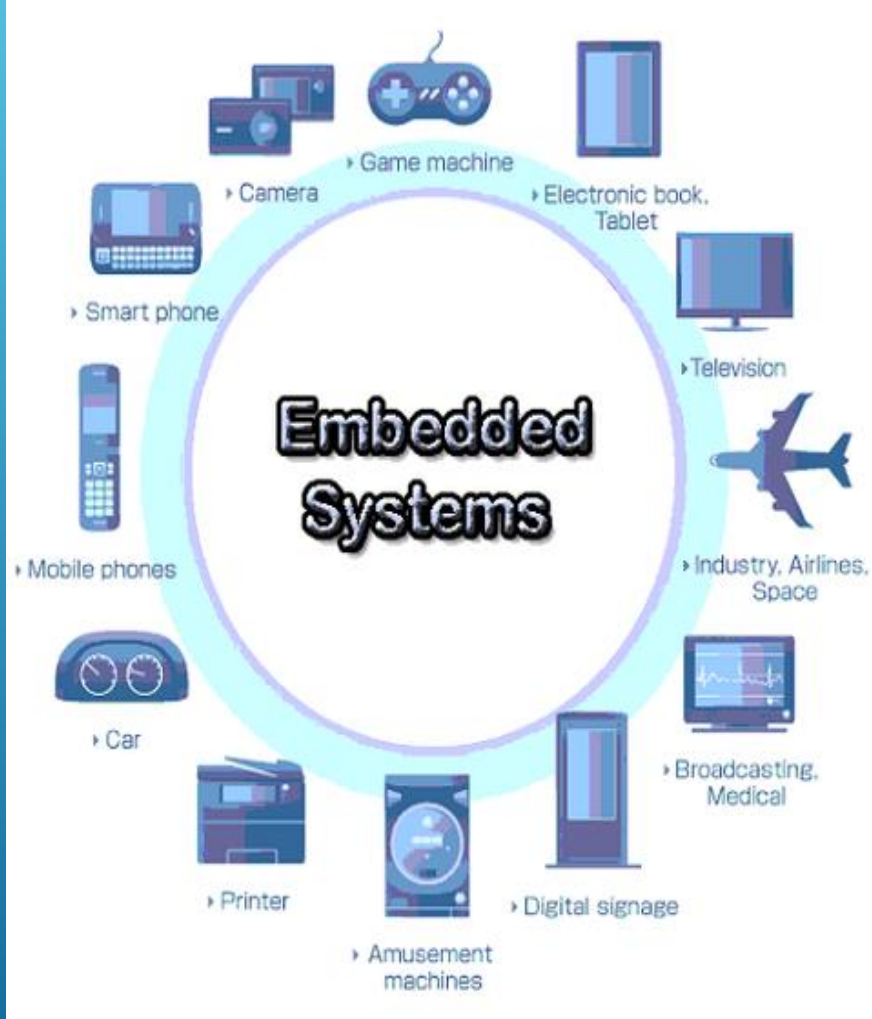 Game machine
Camera
Electronic book,
Tablet
Smart phone
Television
Embedded
Systems
Mobile phones
Industry, Airlines,
Space
Car
Broadcasting,
Medical
Printer
Digital signage
Amusement
machines